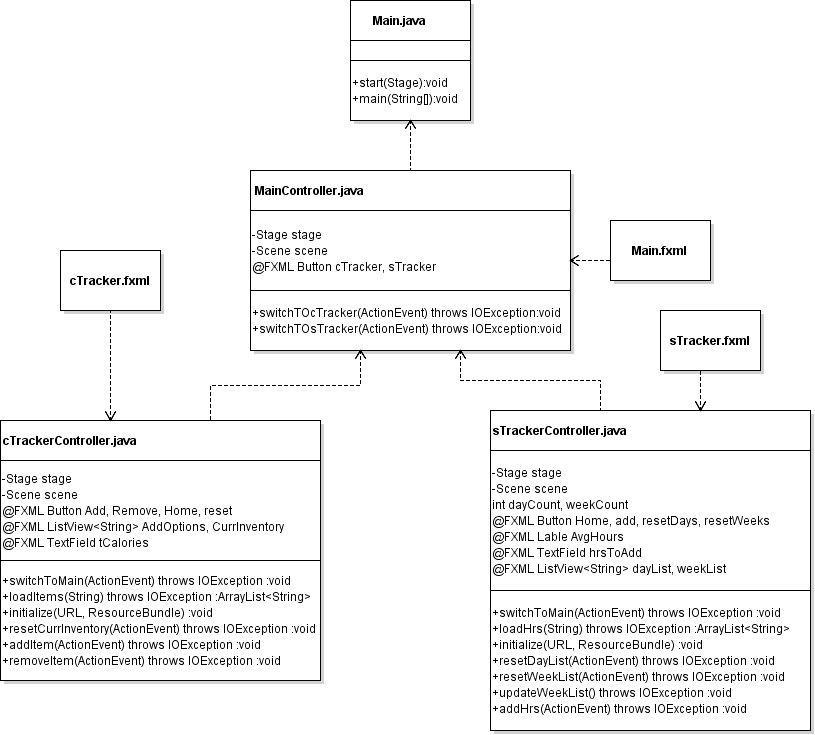 Main.java
+start(Stage):void
+main(String[]):void
MainController.java
-Stage stage
-Scene scene
@FXML Button cTracker, sTracker
+switchTOcTracker(ActionEvent) throws IOException:void
+switchTOsTracker(ActionEvent) throws IOException:void
Main.fxml
cTracker.fxml
sTracker.fxml
cTrackerController.java
-Stage stage
-Scene scene
@FXML Button Add, Remove, Home, reset
@FXML ListView<String> AddOptions, CurrInventory
@FXML TextField tCalories
+switchToMain(ActionEvent) throws IOException :void
+loadItems(String) throws IOException :ArrayList<String>
+initialize(URL, ResourceBundle) :void
+resetCurrInventory(ActionEvent) throws IOException :void
+addItem(ActionEvent) throws IOException :void
+removeItem(ActionEvent) throws IOException :void
sTrackerController.java
-Stage stage
-Scene scene
int dayCount, weekCount
@FXML Button Home, add, resetDays, resetWeeks
@FXML Lable AvgHours
@FXML TextField hrsToAdd
@FXML ListView<String> dayList, weekList
+switchToMain(ActionEvent) throws IOException :void
+loadHrs(String) throws IOException :ArrayList<String>
+initialize(URL, ResourceBundle) :void
+resetDayList(ActionEvent) throws IOException :void
+resetWeekList(ActionEvent) throws IOException :void
+updateWeekList() throws IOException :void
+addHrs(ActionEvent) throws IOException :void